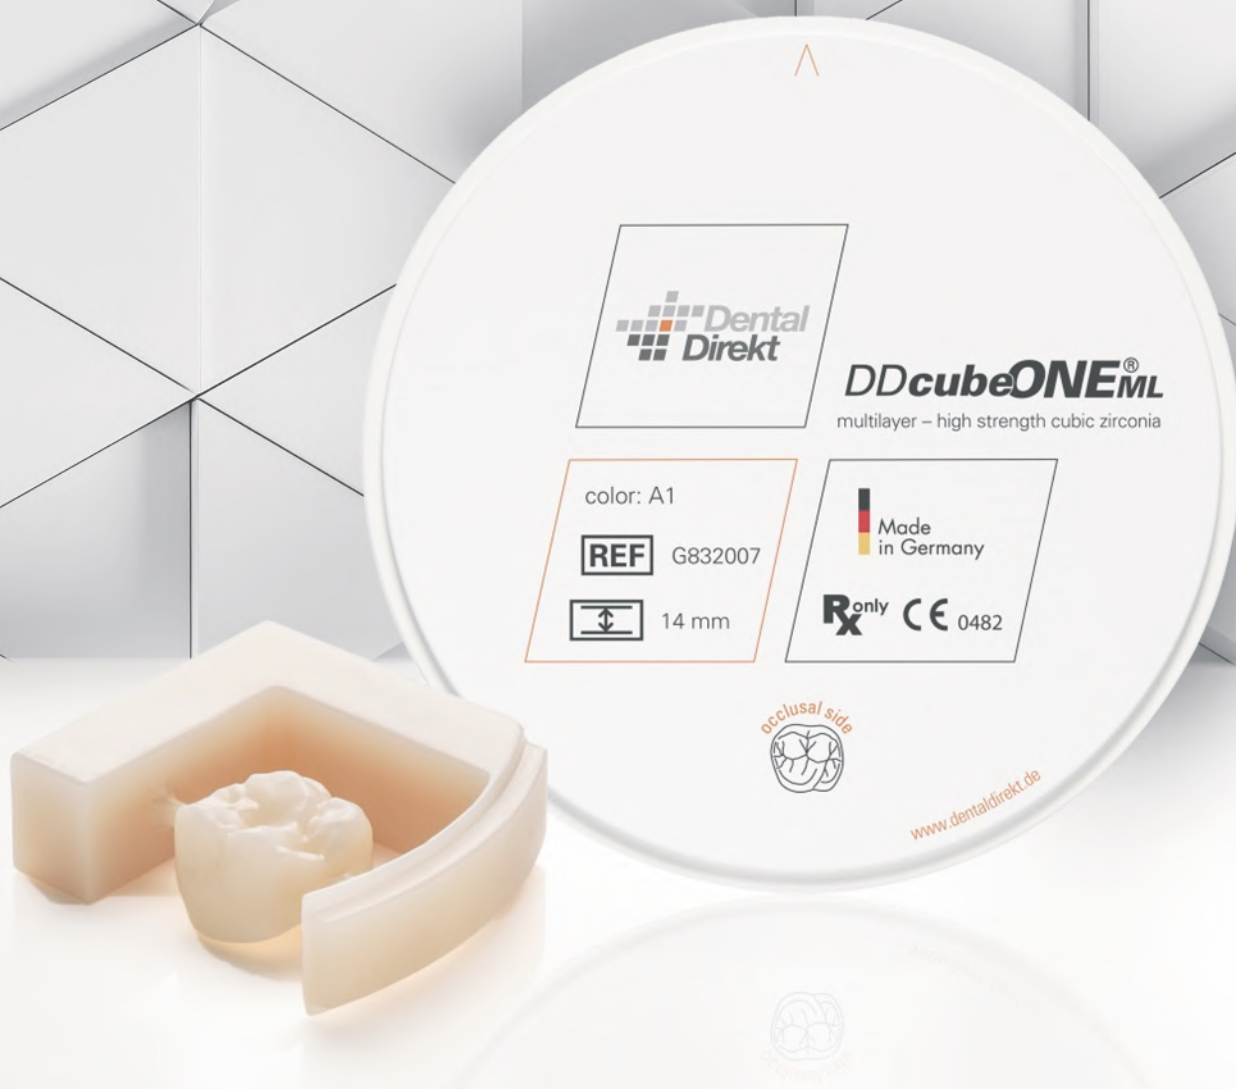 Dental
Direkt
DDcubeONE® ML
multilayer – high strength cubic zirconia
color: A1
REF G832007
14 mm
Made
in Germany
Rx only CE 0482
occlusal side
www.dentaldirekt.de